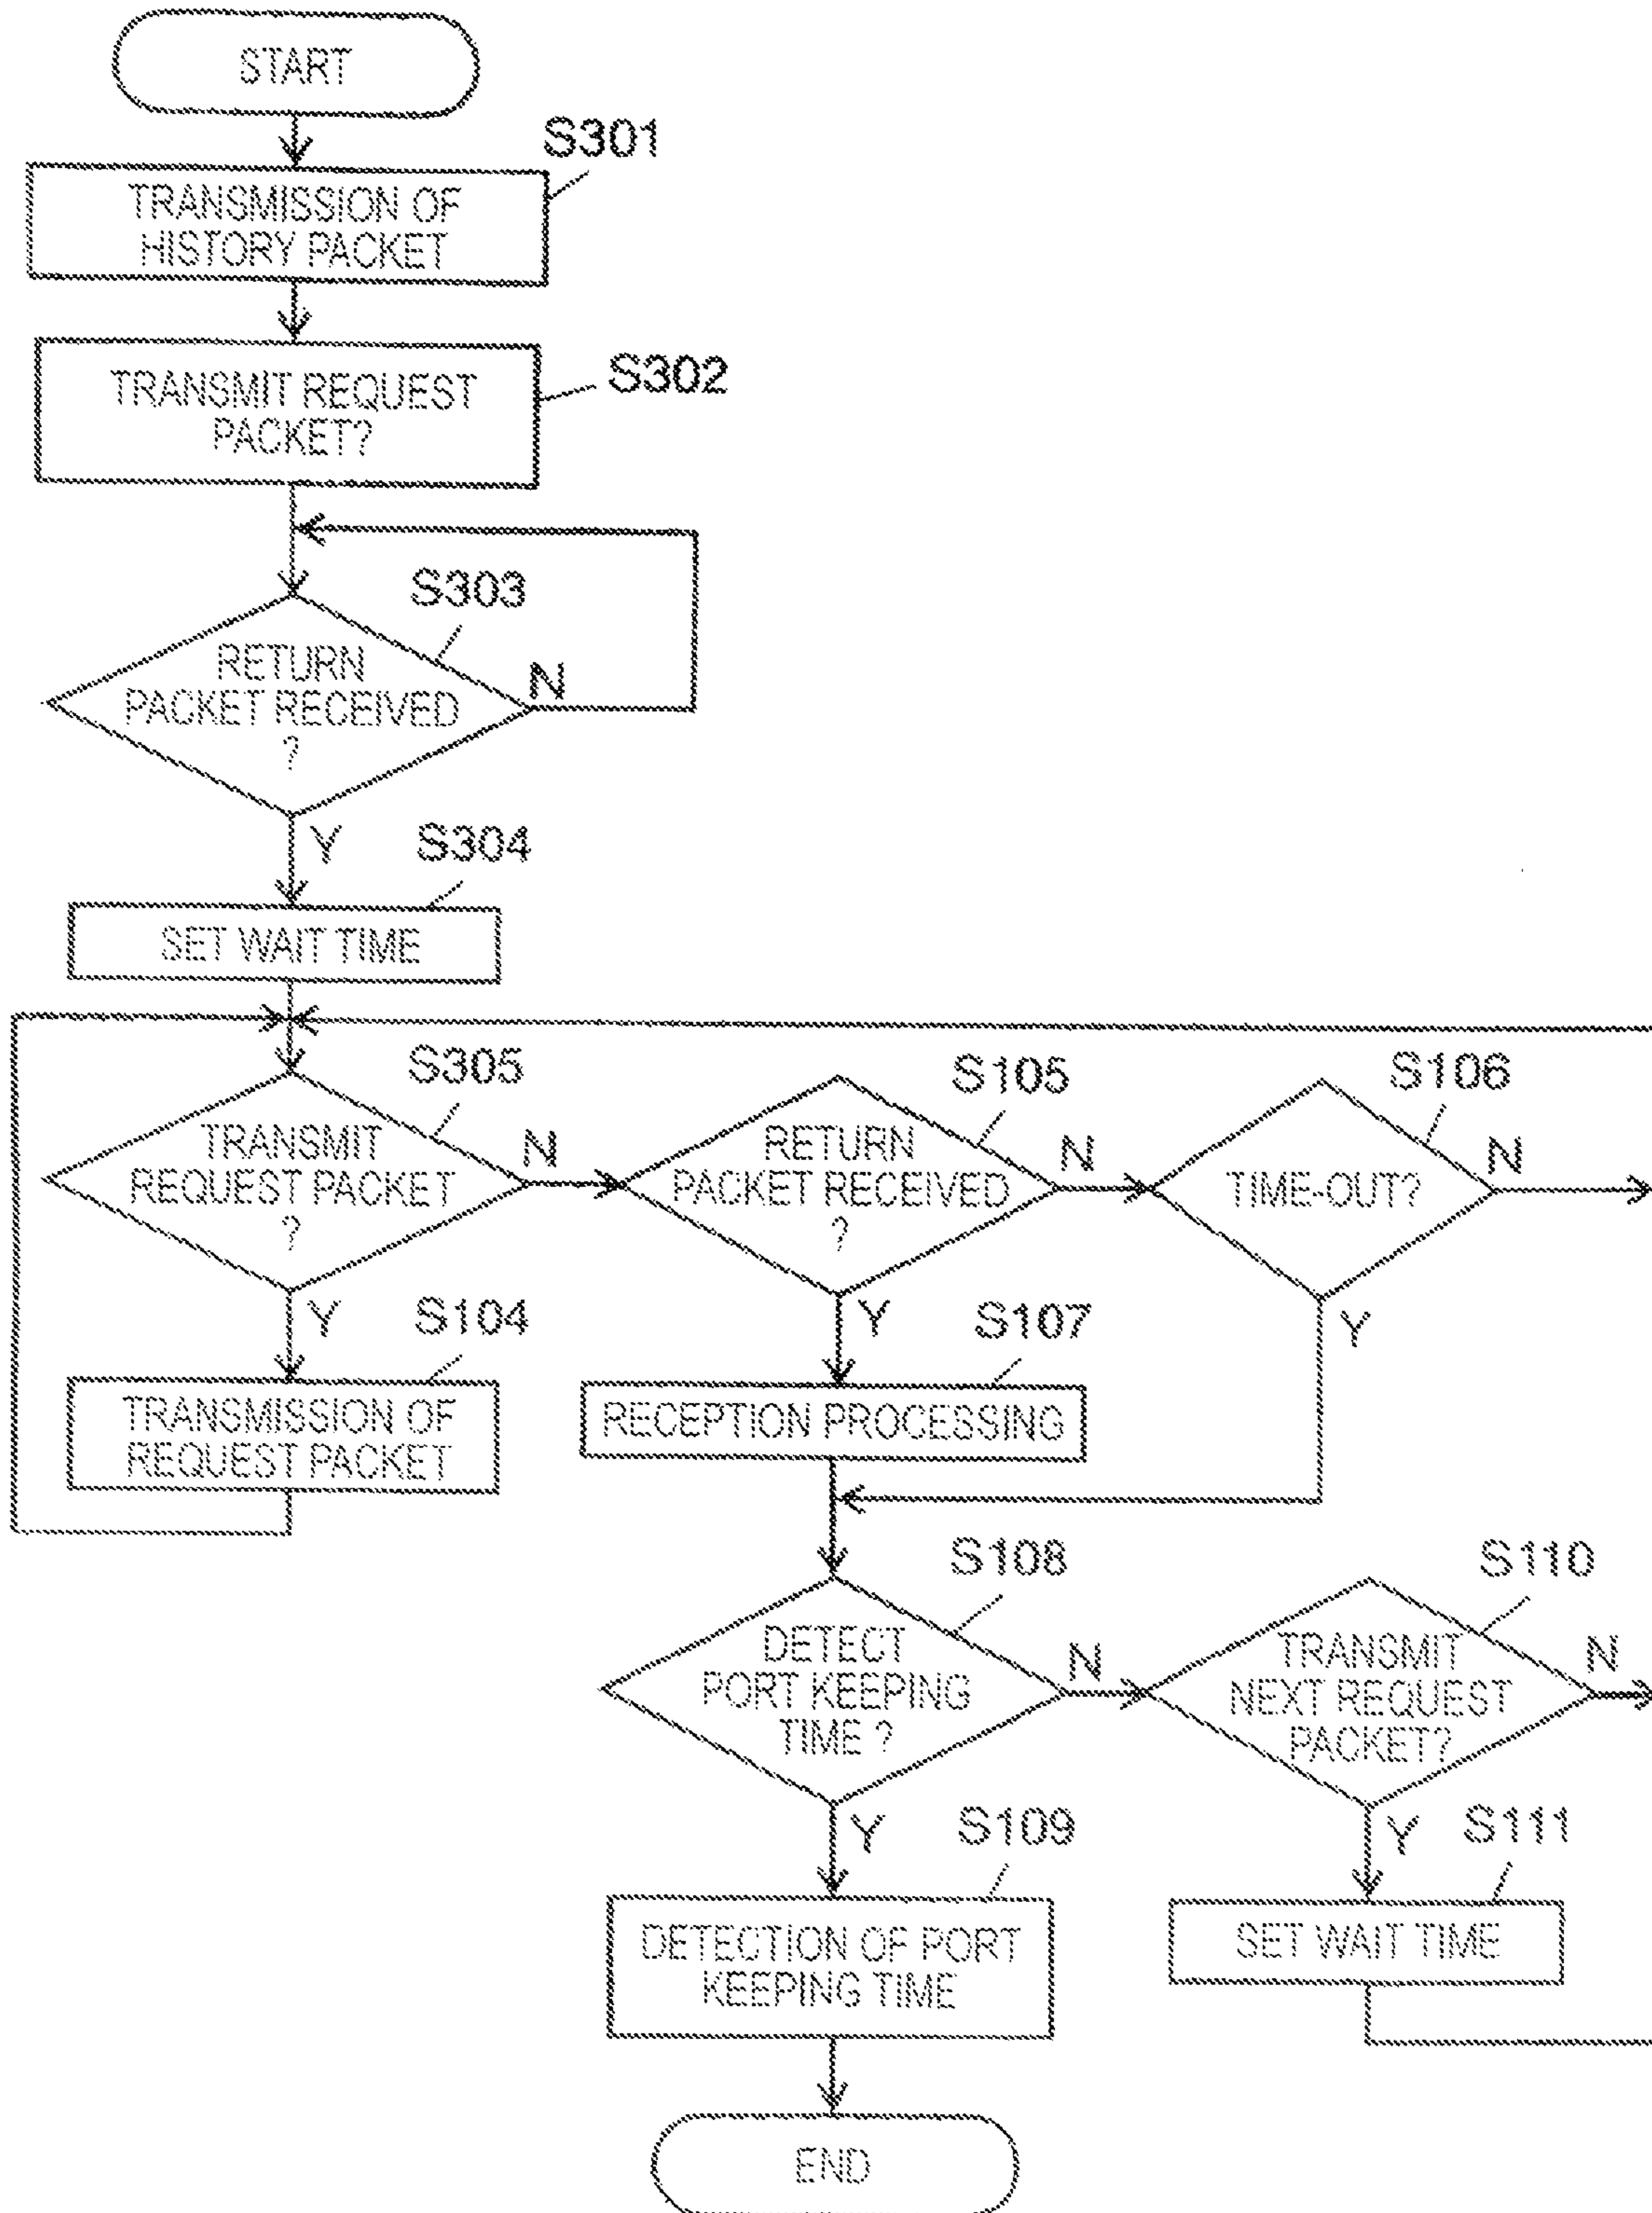 START
S301
TRANSMISSION OF
HISTORY PACKET
S302
TRANSMIT REQUEST
PACKET?
S303
RETURN
PACKET RECEIVED
?
N
Y
S304
SET WAIT TIME
S305
TRANSMIT
REQUEST PACKET
?
N
Y
S105
RETURN
PACKET RECEIVED
?
N
Y
S106
TIME-OUT?
N
Y
S104
TRANSMISSION OF
REQUEST PACKET
S107
RECEPTION PROCESSING
S108
DETECT
PORT KEEPING
TIME ?
N
Y
S110
TRANSMIT
NEXT REQUEST
PACKET?
N
Y
S109
DETECTION OF PORT
KEEPING TIME
S111
SET WAIT TIME
END